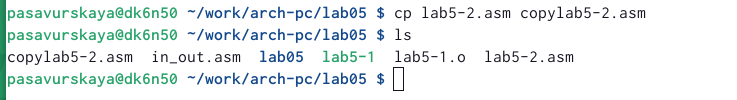 pasavurskaya@dk6n50 ~/work/arch-pc/lab05 $ cp lab5-2.asm copylab5-2.asm
pasavurskaya@dk6n50 ~/work/arch-pc/lab05 $ ls
copylab5-2.asm  in_out.asm  lab05  lab5-1  lab5-1.o  lab5-2.asm
pasavurskaya@dk6n50 ~/work/arch-pc/lab05 $